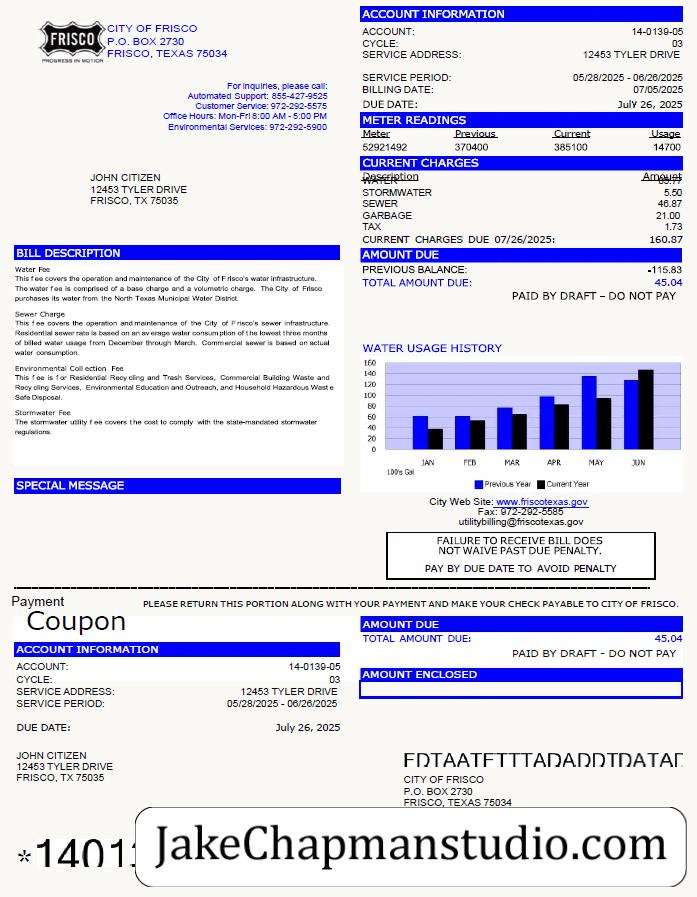 FRISCO
PROGRESS IN MOTION
CITY OF FRISCO
P.O. BOX 2730
FRISCO, TEXAS 75034
For inquiries, please call:
Automated Support: 855-427-9525
Customer Service: 972-292-5575
Office Hours: Mon-Fri 8:00 AM - 5:00 PM
Environmental Services: 972-292-5900
JOHN CITIZEN
12453 TYLER DRIVE
FRISCO, TX 75035
ACCOUNT INFORMATION
ACCOUNT: 14-0139-05
CYCLE: 03
SERVICE ADDRESS: 12453 TYLER DRIVE
SERVICE PERIOD: 05/28/2025 - 06/26/2025
BILLING DATE: 07/05/2025
DUE DATE: July 26, 2025
METER READINGS
Meter Previous Current Usage
52921492 370400 385100 14700
CURRENT CHARGES
Description Amount
WATER
STORMWATER 5.50
SEWER 46.87
GARBAGE 21.00
TAX 1.73
CURRENT CHARGES DUE 07/26/2025: 160.87
AMOUNT DUE
PREVIOUS BALANCE: -115.83
TOTAL AMOUNT DUE: 45.04
PAID BY DRAFT - DO NOT PAY
BILL DESCRIPTION
Water Fee
This fee covers the operation and maintenance of the City of Frisco's water infrastructure.
The water fee is comprised of a base charge and a volumetric charge. The City of Frisco
purchases its water from the North Texas Municipal Water District.
Sewer Charge
This fee covers the operation and maintenance of the City of Frisco's sewer infrastructure.
Residential sewer rate is based on an average water consumption of the lowest three months
of billed water usage from December through March. Commercial sewer is based on actual
water consumption.
Environmental Collection Fee
This fee is for Residential Recycling and Trash Services, Commercial Building Waste and
Recycling Services, Environmental Education and Outreach, and Household Hazardous Waste
Safe Disposal.
Stormwater Fee
The stormwater utility fee covers the cost to comply with the state-mandated stormwater
regulations.
SPECIAL MESSAGE
WATER USAGE HISTORY
160
140
120
100
80
60
40
20
0
JAN FEB MAR APR MAY JUN
100's Gal
Previous Year Current Year
City Web Site: www.friscotexas.gov
Fax: 972-292-5585
utilitybilling@friscotexas.gov
FAILURE TO RECEIVE BILL DOES
NOT WAIVE PAST DUE PENALTY.
PAY BY DUE DATE TO AVOID PENALTY
Payment
Coupon
PLEASE RETURN THIS PORTION ALONG WITH YOUR PAYMENT AND MAKE YOUR CHECK PAYABLE TO CITY OF FRISCO.
ACCOUNT INFORMATION
ACCOUNT: 14-0139-05
CYCLE: 03
SERVICE ADDRESS: 12453 TYLER DRIVE
SERVICE PERIOD: 05/28/2025 - 06/26/2025
DUE DATE: July 26, 2025
JOHN CITIZEN
12453 TYLER DRIVE
FRISCO, TX 75035
AMOUNT DUE
TOTAL AMOUNT DUE: 45.04
PAID BY DRAFT - DO NOT PAY
AMOUNT ENCLOSED
CITY OF FRISCO
P.O. BOX 2730
FRISCO, TEXAS 75034
*1401
JakeChapmanstudio.com